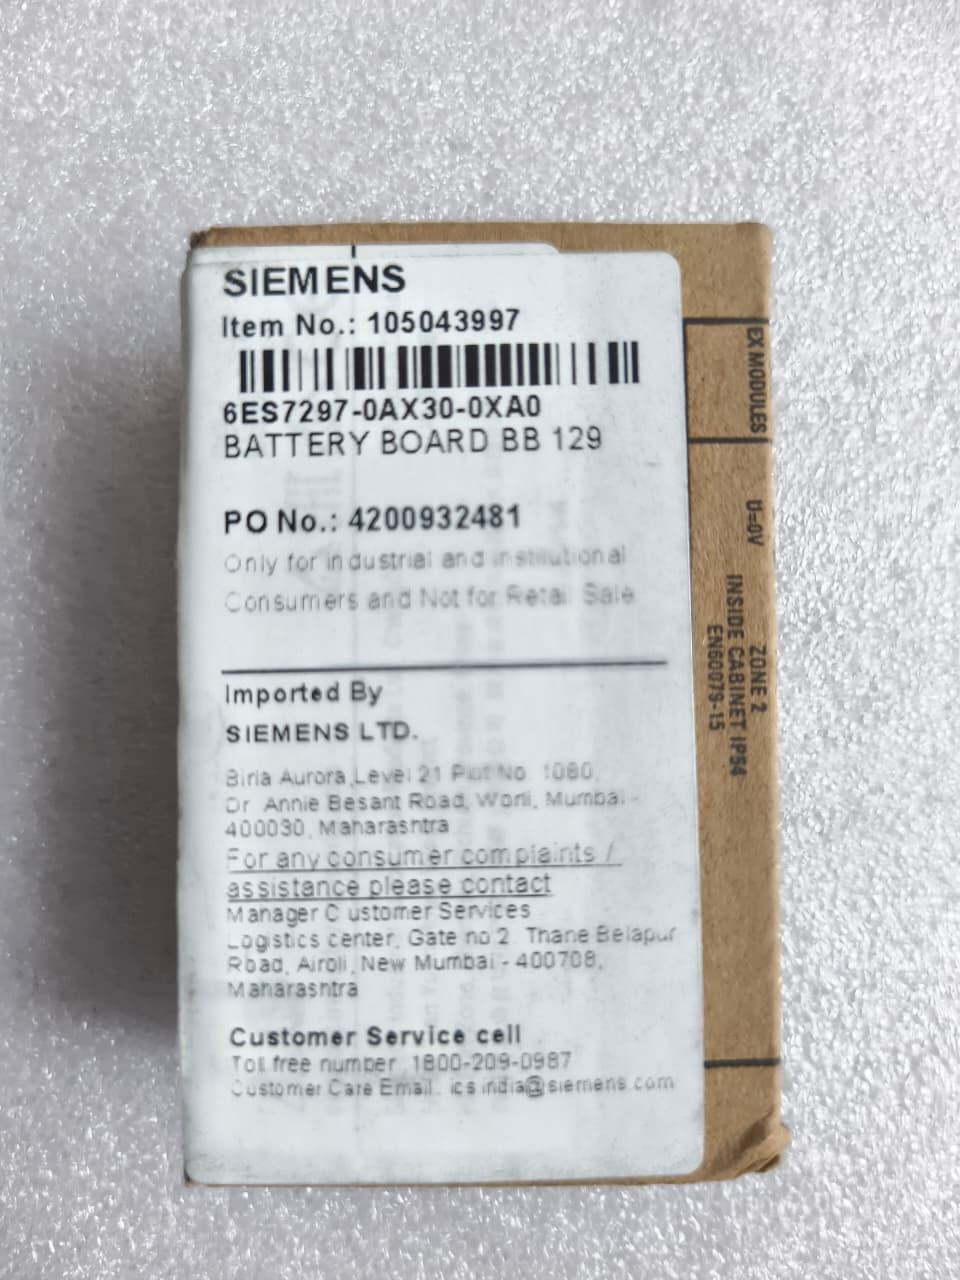 SIEMENS
Item No.: 105043997
6ES7297-0AX30-0XA0
BATTERY BOARD BB 129
PO No.: 4200932481
Only for industrial and institutional
Consumers and Not for Retail Sale
Imported By
SIEMENS LTD.
Birla Aurora,Level 21 Plot No. 1080,
Dr. Annie Besant Road, Worli, Mumbai -
400030, Maharashtra
For any consumer complaints /
assistance please contact
Manager Customer Services
Logistics center, Gate no 2. Thane Belapur
Road, Airoli, New Mumbai - 400708,
Maharashtra
Customer Service cell
Toll free number 1800-209-0987
Customer Care Email: ics.india@siemens.com
EX MODULES
U=0V
ZONE 2
INSIDE CABINET IP54
EN60079-15